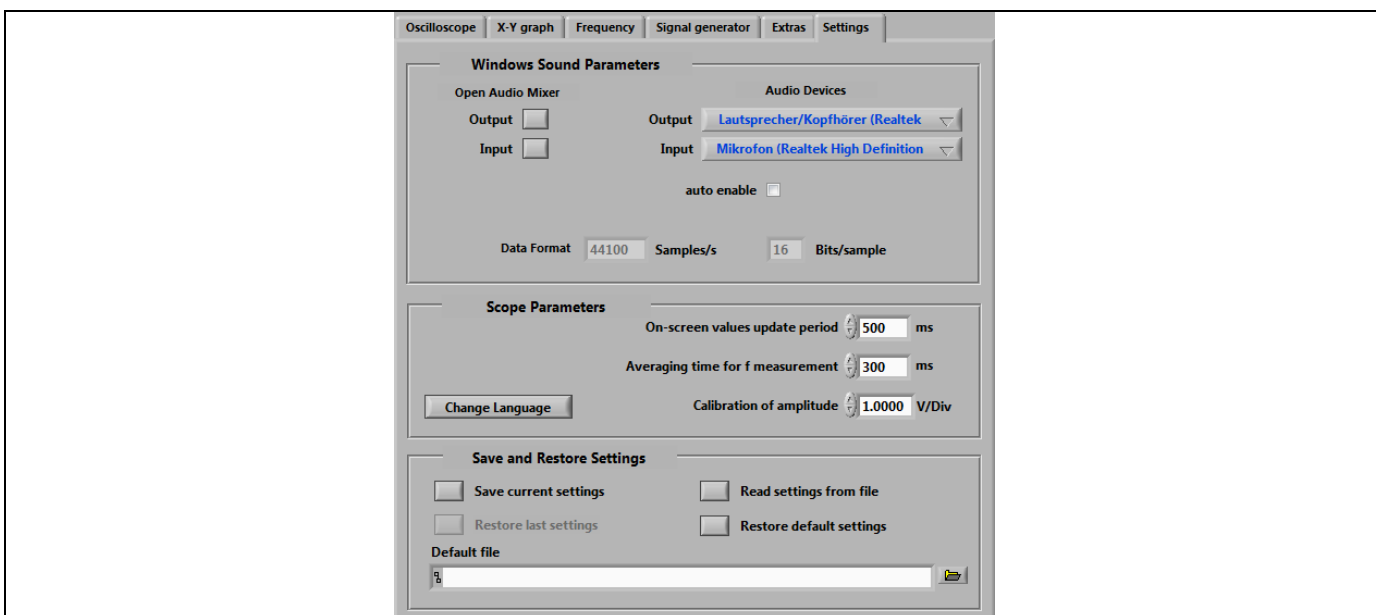 Oscilloscope X-Y graph Frequency Signal generator Extras Settings
Windows Sound Parameters
Open Audio Mixer Audio Devices
Output Output Lautsprecher/Kopfhörer (Realtek
Input Input Mikrofon (Realtek High Definition
auto enable
Data Format 44100 Samples/s 16 Bits/sample
Scope Parameters
On-screen values update period 500 ms
Averaging time for f measurement 300 ms
Change Language Calibration of amplitude 1.0000 V/Div
Save and Restore Settings
Save current settings Read settings from file
Restore last settings Restore default settings
Default file